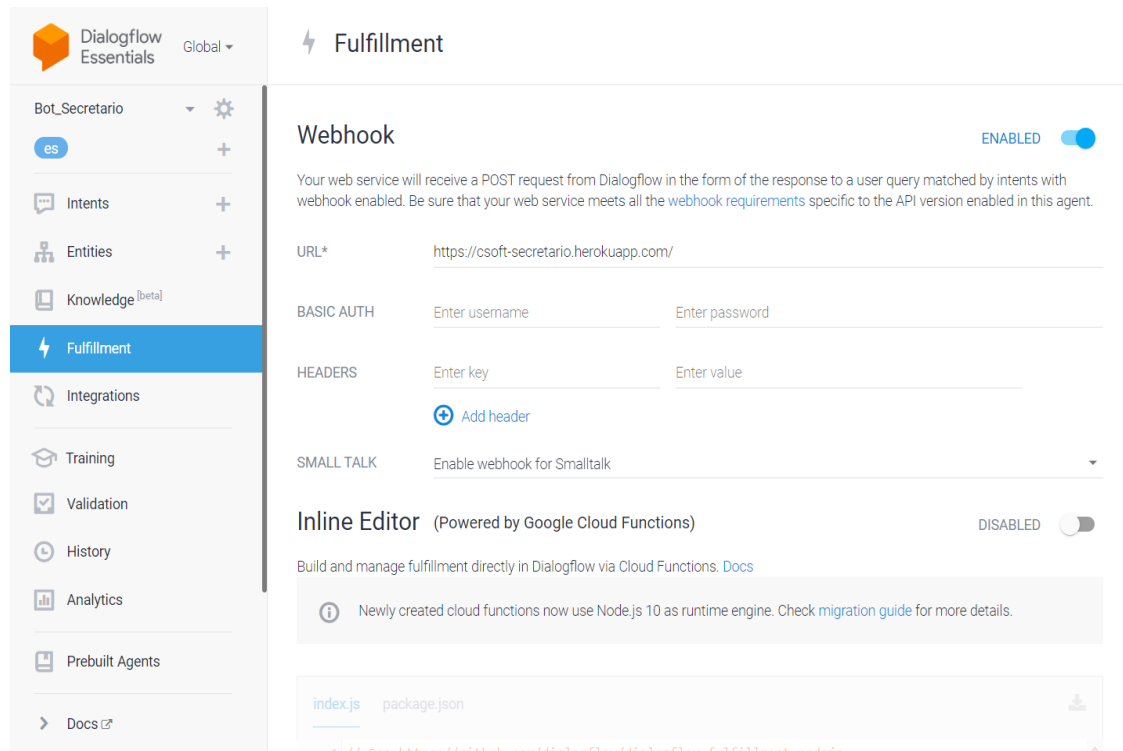 Dialogflow
Essentials
Global
Fulfillment
Bot_Secretario
es
Intents
Entities
Knowledge [beta]
Fulfillment
Integrations
Training
Validation
History
Analytics
Prebuilt Agents
Docs
Webhook
ENABLED
Your web service will receive a POST request from Dialogflow in the form of the response to a user query matched by intents with
webhook enabled. Be sure that your web service meets all the webhook requirements specific to the API version enabled in this agent.
URL* https://csoft-secretario.herokuapp.com/
BASIC AUTH Enter username Enter password
HEADERS Enter key Enter value
Add header
SMALL TALK Enable webhook for Smalltalk
Inline Editor (Powered by Google Cloud Functions) DISABLED
Build and manage fulfillment directly in Dialogflow via Cloud Functions. Docs
Newly created cloud functions now use Node.js 10 as runtime engine. Check migration guide for more details.
index.js package.json